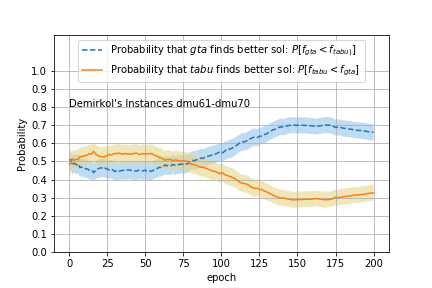 Probability that gta finds better sol: P[f_gta < f_tabu)]
Probability that tabu finds better sol: P[f_tabu < f_gta]
Demirkol's Instances dmu61-dmu70
Probability
1.0
0.9
0.8
0.7
0.6
0.5
0.4
0.3
0.2
0.1
0.0
0 25 50 75 100 125 150 175 200
epoch